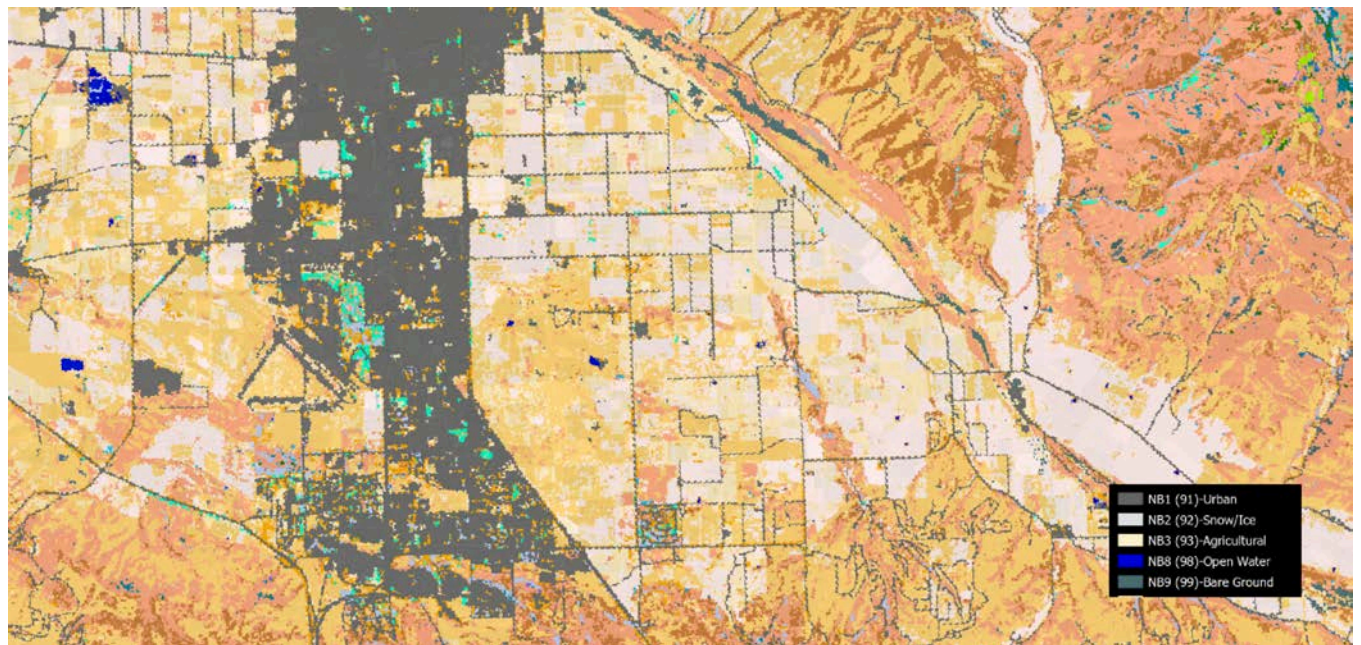 NB1 (91)-Urban
NB2 (92)-Snow/Ice
NB3 (93)-Agricultural
NB8 (98)-Open Water
NB9 (99)-Bare Ground